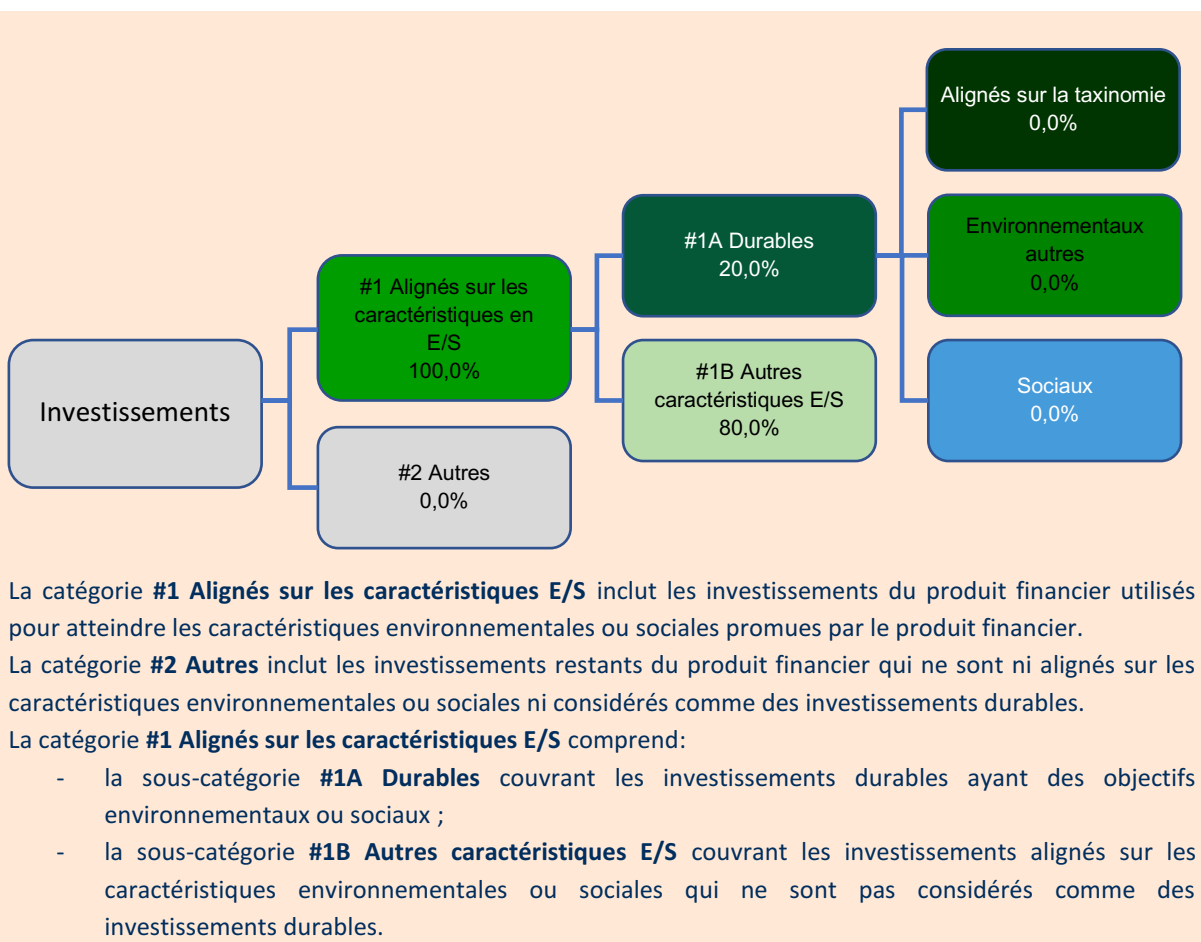 Investissements
#1 Alignés sur les
caractéristiques en
E/S
100,0%
#2 Autres
0,0%
#1A Durables
20,0%
#1B Autres
caractéristiques E/S
80,0%
Alignés sur la taxinomie
0,0%
Environnementaux
autres
0,0%
Sociaux
0,0%
La catégorie #1 Alignés sur les caractéristiques E/S inclut les investissements du produit financier utilisés
pour atteindre les caractéristiques environnementales ou sociales promues par le produit financier.
La catégorie #2 Autres inclut les investissements restants du produit financier qui ne sont ni alignés sur les
caractéristiques environnementales ou sociales ni considérés comme des investissements durables.
La catégorie #1 Alignés sur les caractéristiques E/S comprend:
- la sous-catégorie #1A Durables couvrant les investissements durables ayant des objectifs
environnementaux ou sociaux ;
- la sous-catégorie #1B Autres caractéristiques E/S couvrant les investissements alignés sur les
caractéristiques environnementales ou sociales qui ne sont pas considérés comme des
investissements durables.